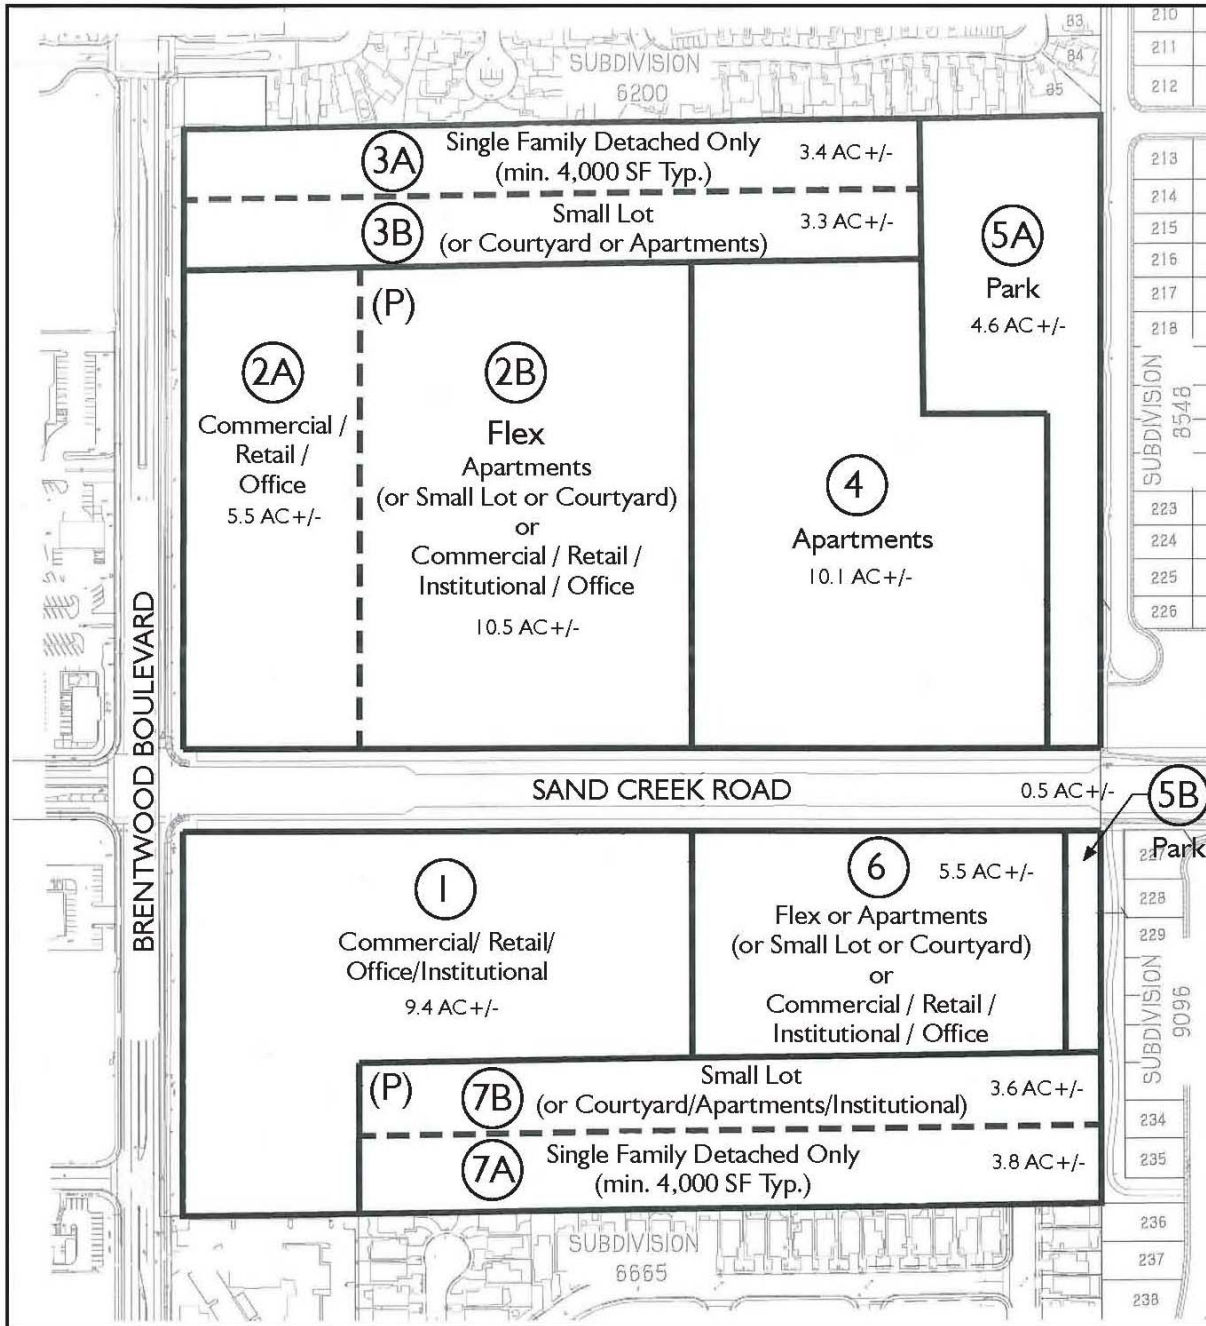 210
211
212
83
84
85
SUBDIVISION
6200
3A
Single Family Detached Only
(min. 4,000 SF Typ.)
3.4 AC +/-
3B
Small Lot
(or Courtyard or Apartments)
3.3 AC +/-
5A
Park
4.6 AC +/-
213
214
215
216
217
218
SUBDIVISION
8548
223
224
225
226
(P)
2A
Commercial /
Retail /
Office
5.5 AC +/-
2B
Flex
Apartments
(or Small Lot or Courtyard)
or
Commercial / Retail /
Institutional / Office
10.5 AC +/-
4
Apartments
10.1 AC +/-
BRENTWOOD BOULEVARD
SAND CREEK ROAD
0.5 AC +/-
5B
Park
1
Commercial/ Retail/
Office/Institutional
9.4 AC +/-
6
5.5 AC +/-
Flex or Apartments
(or Small Lot or Courtyard)
or
Commercial / Retail /
Institutional / Office
227
228
229
SUBDIVISION
9096
234
235
236
237
238
(P)
7B
Small Lot
(or Courtyard/Apartments/Institutional)
3.6 AC +/-
7A
Single Family Detached Only
(min. 4,000 SF Typ.)
3.8 AC +/-
SUBDIVISION
6665